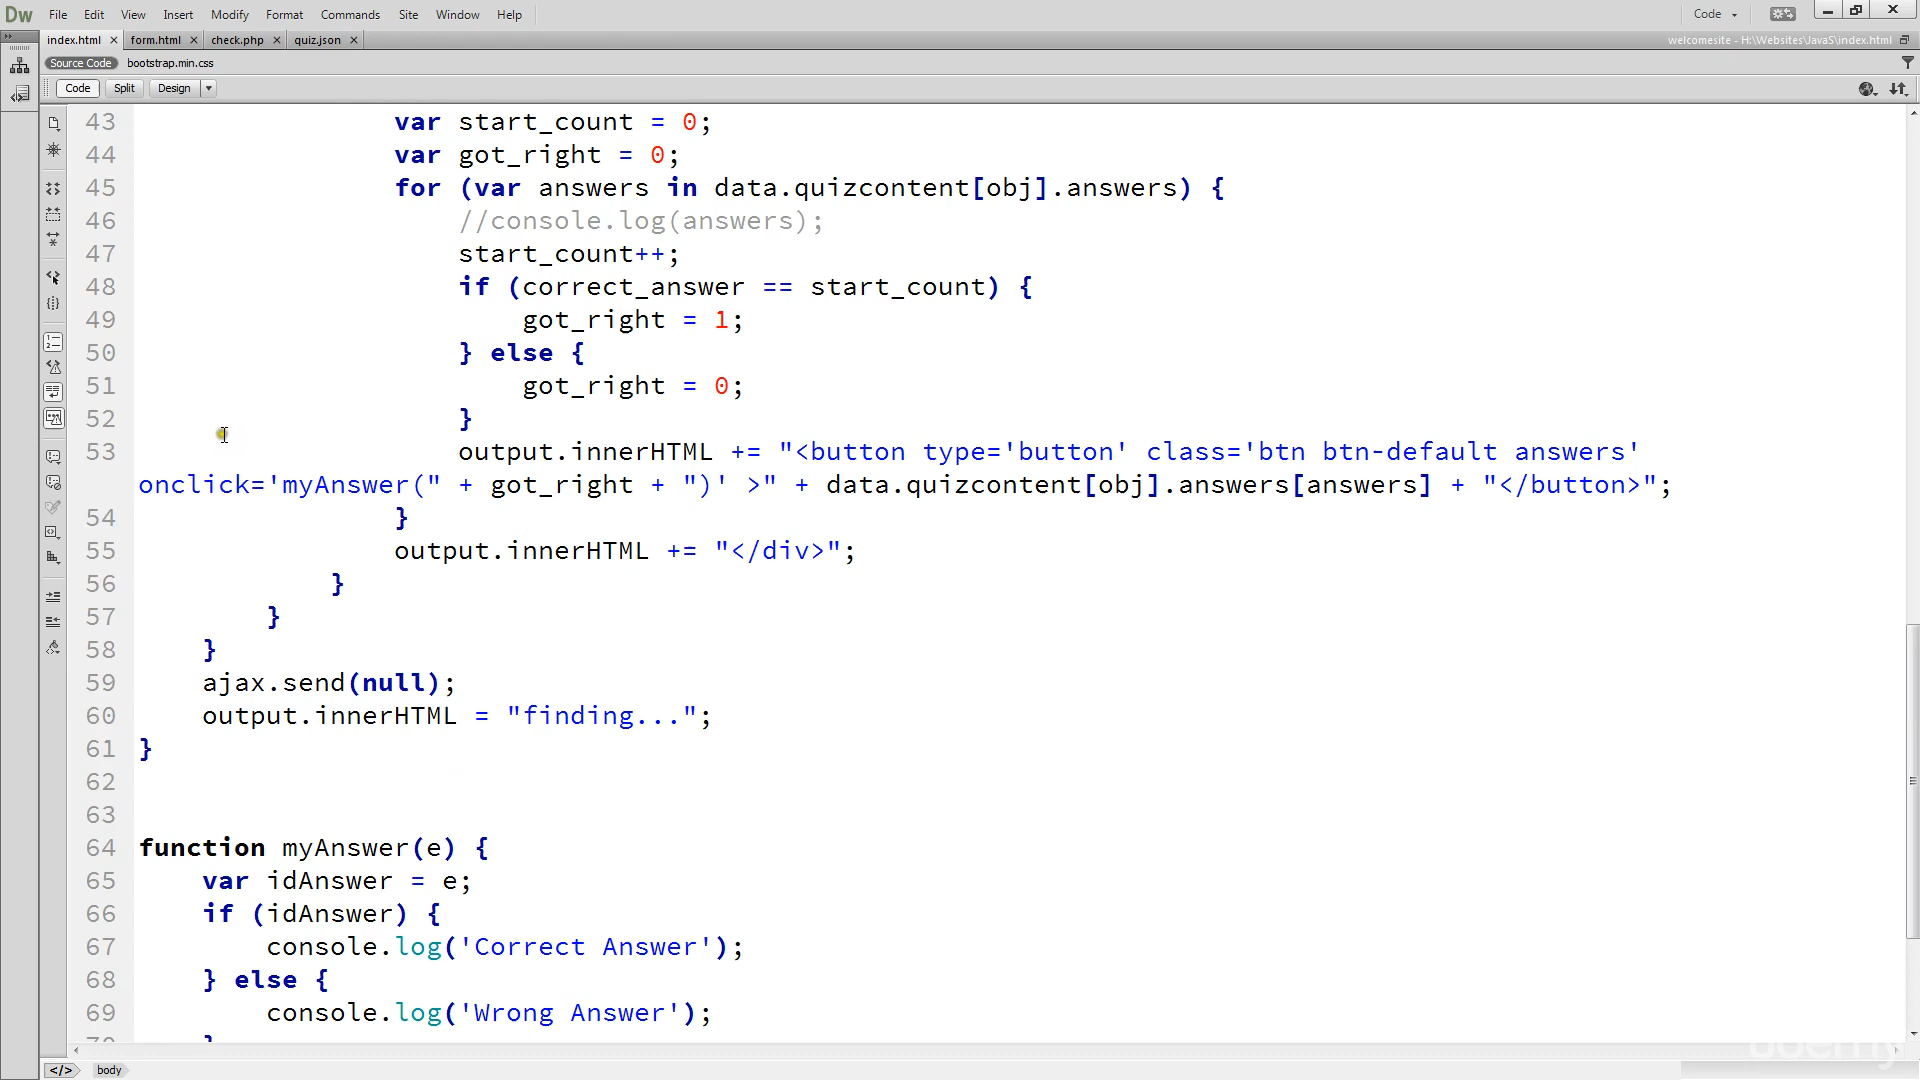 Dw File Edit View Insert Modify Format Commands Site Window Help Code
index.html form.html check.php quiz.json welcomesite - H:\Websites\JavaS\index.html
Source Code bootstrap.min.css
Code Split Design
43 var start_count = 0;
44 var got_right = 0;
45 for (var answers in data.quizcontent[obj].answers) {
46 //console.log(answers);
47 start_count++;
48 if (correct_answer == start_count) {
49 got_right = 1;
50 } else {
51 got_right = 0;
52 }
53 output.innerHTML += "<button type='button' class='btn btn-default answers'
onclick='myAnswer(" + got_right + ")' >" + data.quizcontent[obj].answers[answers] + "</button>";
54 }
55 output.innerHTML += "</div>";
56 }
57 }
58 }
59 ajax.send(null);
60 output.innerHTML = "finding...";
61 }
62
63
64 function myAnswer(e) {
65 var idAnswer = e;
66 if (idAnswer) {
67 console.log('Correct Answer');
68 } else {
69 console.log('Wrong Answer');
70 }
</> body
udemy